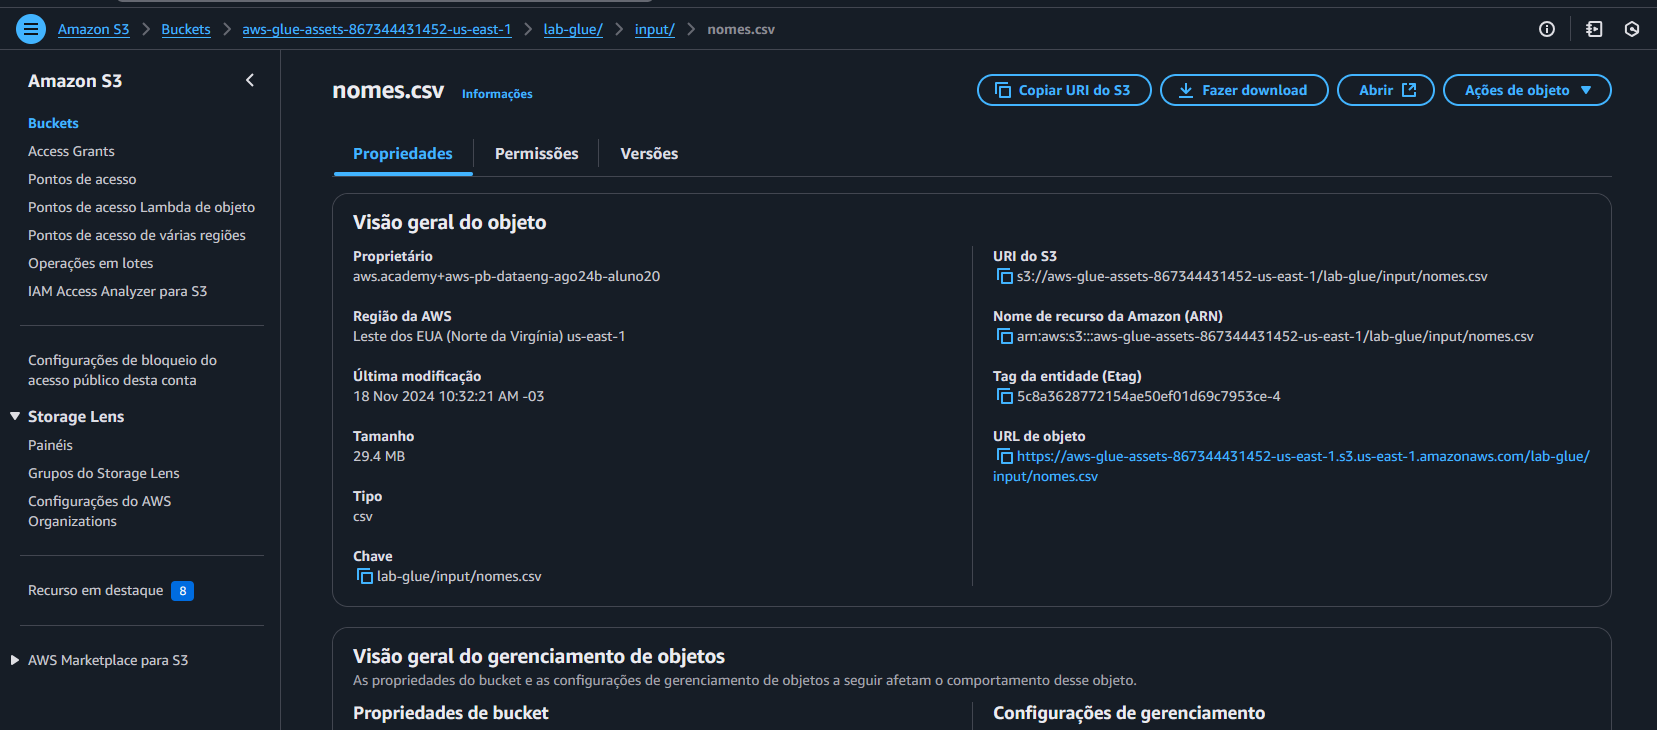 Amazon S3 Buckets aws-glue-assets-867344431452-us-east-1 lab-glue/ input/ nomes.csv
Amazon S3
Buckets
Access Grants
Pontos de acesso
Pontos de acesso Lambda de objeto
Pontos de acesso de várias regiões
Operações em lotes
IAM Access Analyzer para S3
Configurações de bloqueio do
acesso público desta conta
Storage Lens
Painéis
Grupos do Storage Lens
Configurações do AWS
Organizations
Recurso em destaque 8
AWS Marketplace para S3
nomes.csv Informações
Copiar URI do S3 Fazer download Abrir Ações de objeto
Propriedades Permissões Versões
Visão geral do objeto
Proprietário
aws.academy+aws-pb-dataeng-ago24b-aluno20
Região da AWS
Leste dos EUA (Norte da Virgínia) us-east-1
Última modificação
18 Nov 2024 10:32:21 AM -03
Tamanho
29.4 MB
Tipo
csv
Chave
lab-glue/input/nomes.csv
URI do S3
s3://aws-glue-assets-867344431452-us-east-1/lab-glue/input/nomes.csv
Nome de recurso da Amazon (ARN)
arn:aws:s3:::aws-glue-assets-867344431452-us-east-1/lab-glue/input/nomes.csv
Tag da entidade (Etag)
5c8a3628772154ae50ef01d69c7953ce-4
URL de objeto
https://aws-glue-assets-867344431452-us-east-1.s3.us-east-1.amazonaws.com/lab-glue/
input/nomes.csv
Visão geral do gerenciamento de objetos
As propriedades do bucket e as configurações de gerenciamento de objetos a seguir afetam o comportamento desse objeto.
Propriedades de bucket
Configurações de gerenciamento